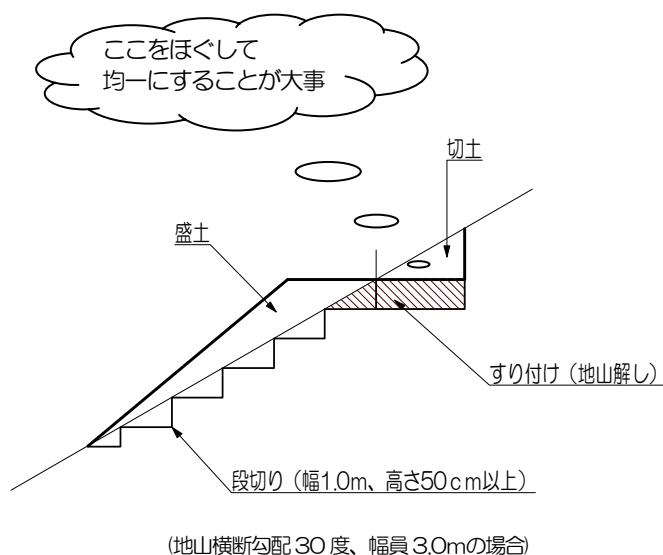 ここをほぐして
均一にすることが大事
切土
盛土
すり付け（地山解し）
段切り（幅1.0m、高さ50cm以上）
(地山横断勾配30度、幅員3.0mの場合)